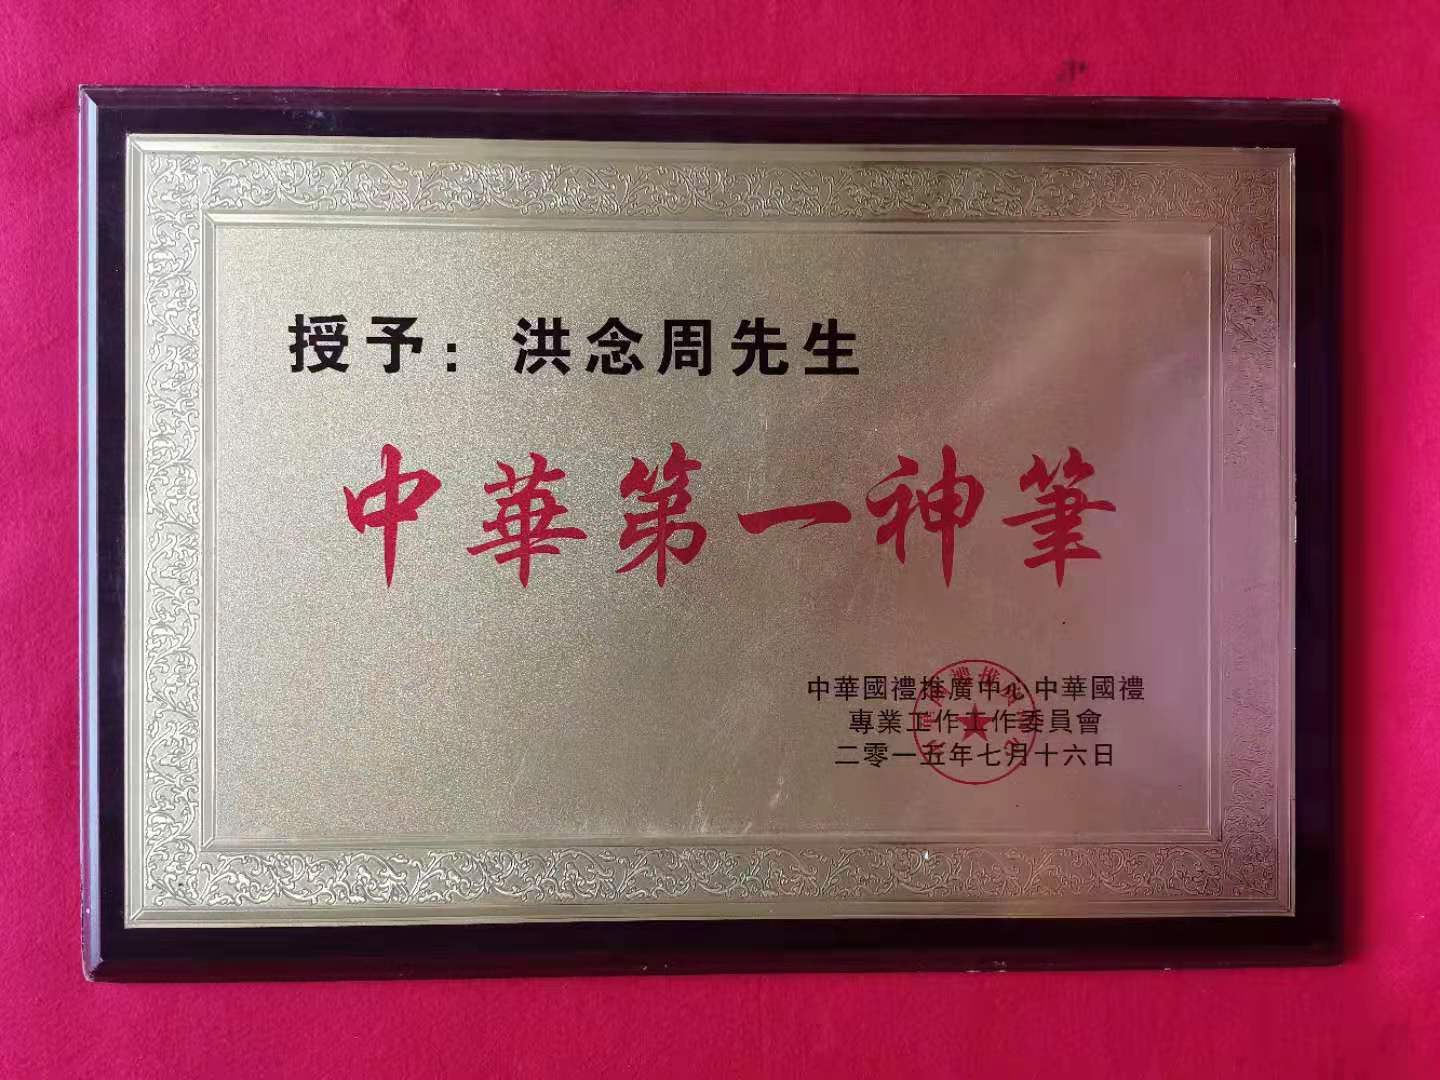 授予：洪念周先生
中華第一神筆
中華國禮推廣中心中華國禮
專業工作工作委員會
二零一五年七月十六日